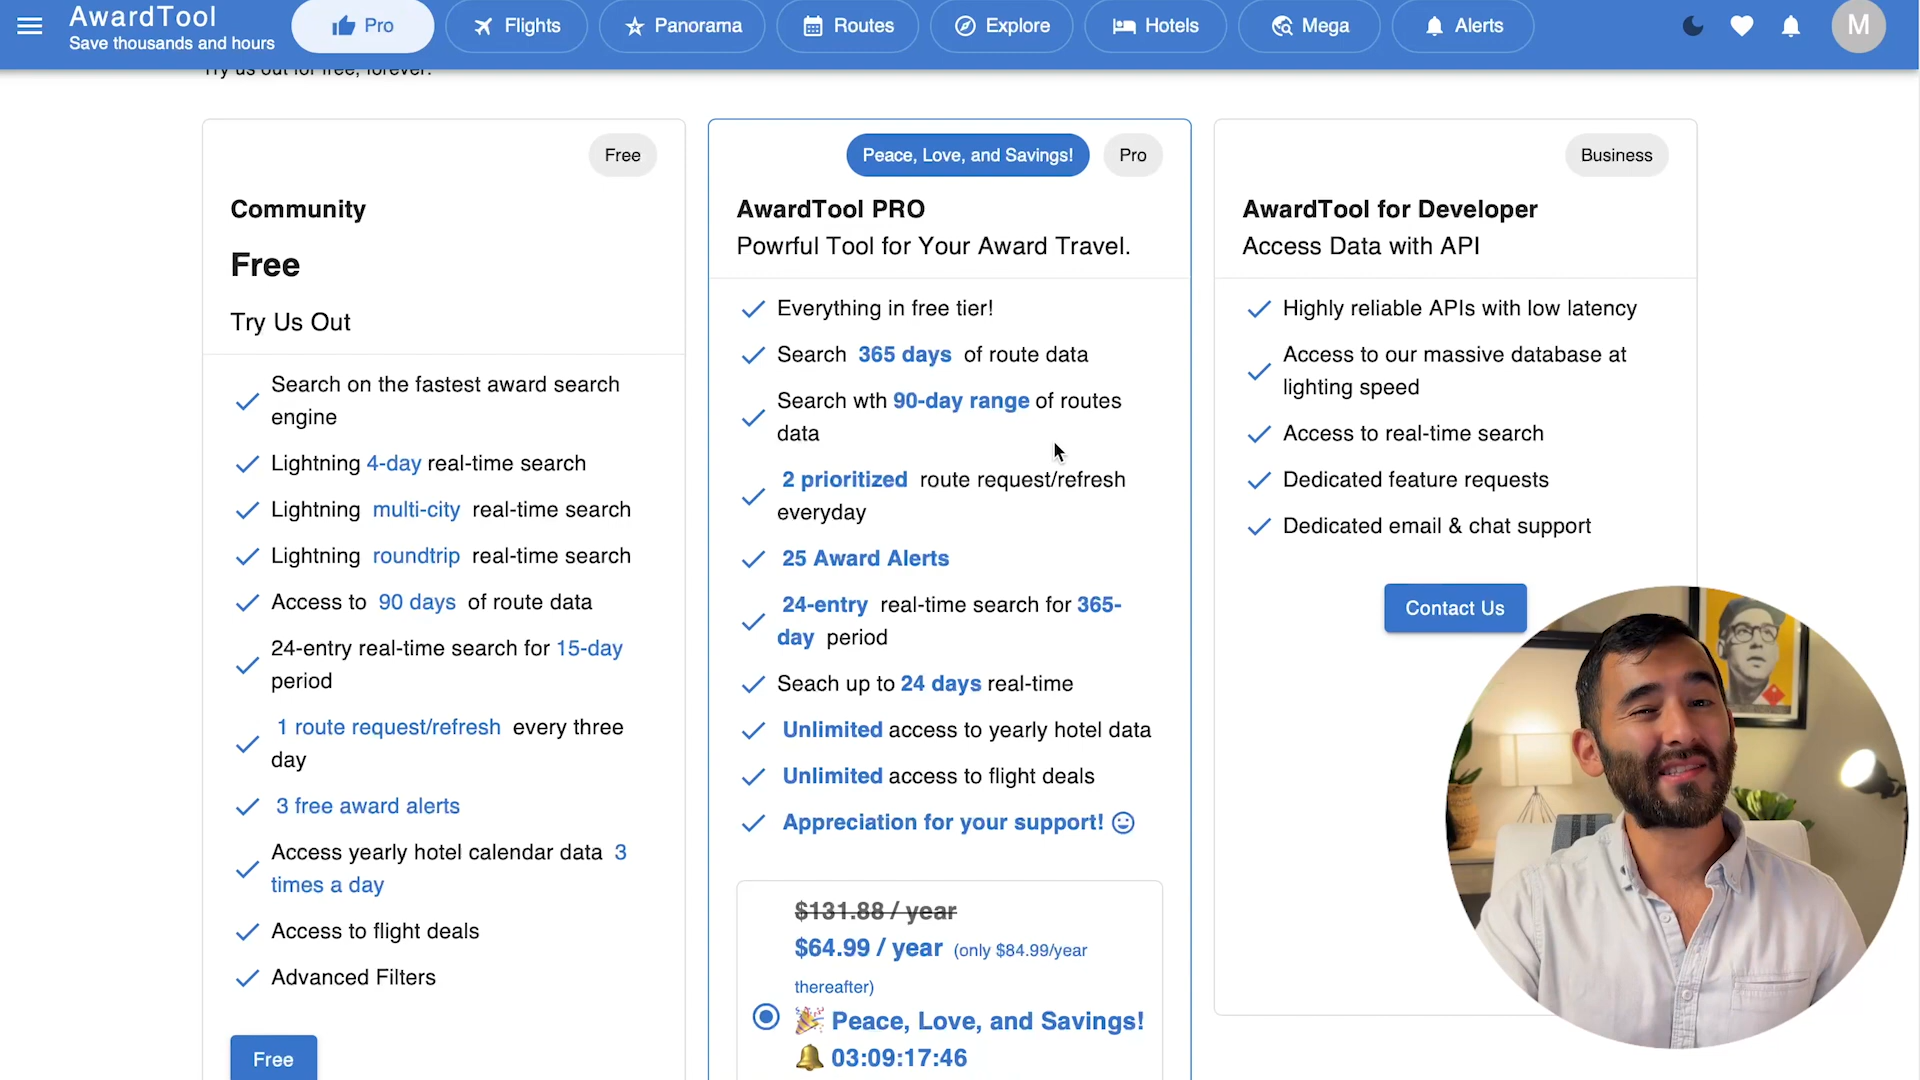 AwardTool
Save thousands and hours
Pro
Flights
Panorama
Routes
Explore
Hotels
Mega
Alerts
M
Try us out for free, forever.
Free
Community
Free
Try Us Out
Search on the fastest award search
engine
Lightning 4-day real-time search
Lightning multi-city real-time search
Lightning roundtrip real-time search
Access to 90 days of route data
24-entry real-time search for 15-day
period
1 route request/refresh every three
day
3 free award alerts
Access yearly hotel calendar data 3
times a day
Access to flight deals
Advanced Filters
Free
Peace, Love, and Savings!
Pro
AwardTool PRO
Powrful Tool for Your Award Travel.
Everything in free tier!
Search 365 days of route data
Search wth 90-day range of routes
data
2 prioritized route request/refresh
everyday
25 Award Alerts
24-entry real-time search for 365-
day period
Seach up to 24 days real-time
Unlimited access to yearly hotel data
Unlimited access to flight deals
Appreciation for your support!
$131.88 / year
$64.99 / year (only $84.99/year
thereafter)
Peace, Love, and Savings!
03:09:17:46
Business
AwardTool for Developer
Access Data with API
Highly reliable APIs with low latency
Access to our massive database at
lighting speed
Access to real-time search
Dedicated feature requests
Dedicated email & chat support
Contact Us